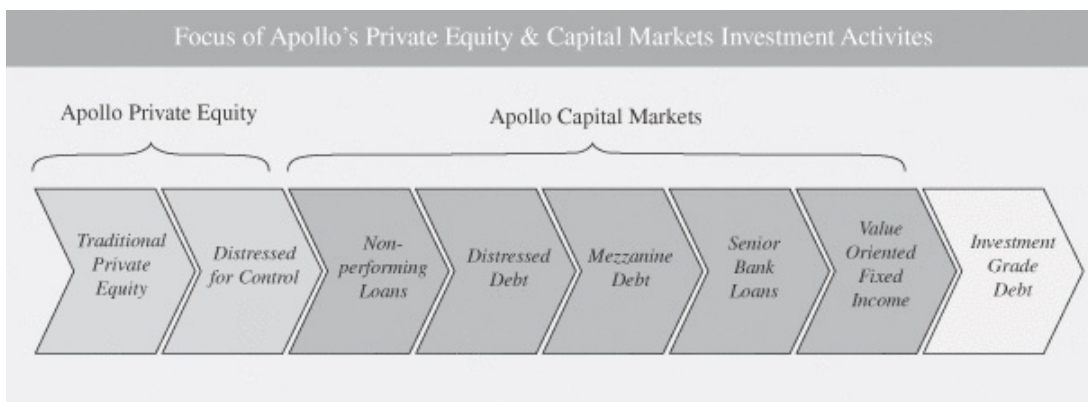 Focus of Apollo's Private Equity & Capital Markets Investment Activites
Apollo Private Equity
Apollo Capital Markets
Traditional
Private
Equity
Distressed
for Control
Non-
performing
Loans
Distressed
Debt
Mezzanine
Debt
Senior
Bank
Loans
Value
Oriented
Fixed
Income
Investment
Grade
Debt